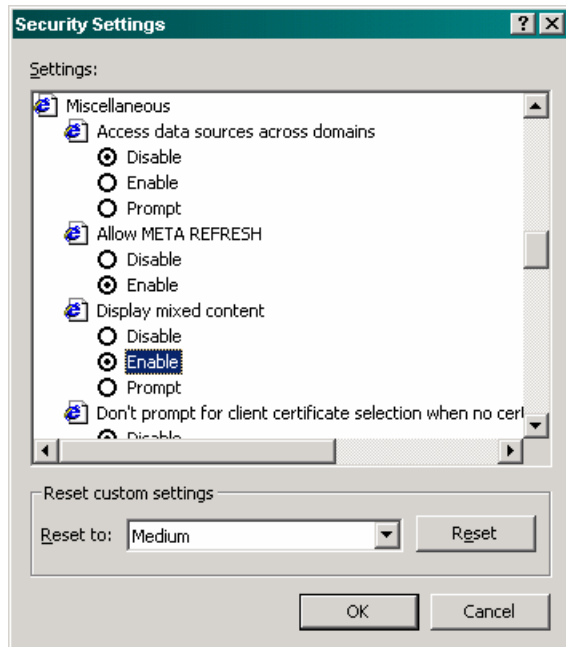 Security Settings
Settings:
Miscellaneous
Access data sources across domains
Disable
Enable
Prompt
Allow META REFRESH
Disable
Enable
Display mixed content
Disable
Enable
Prompt
Don't prompt for client certificate selection when no cert
Disable
Reset custom settings
Reset to: Medium Reset
OK Cancel